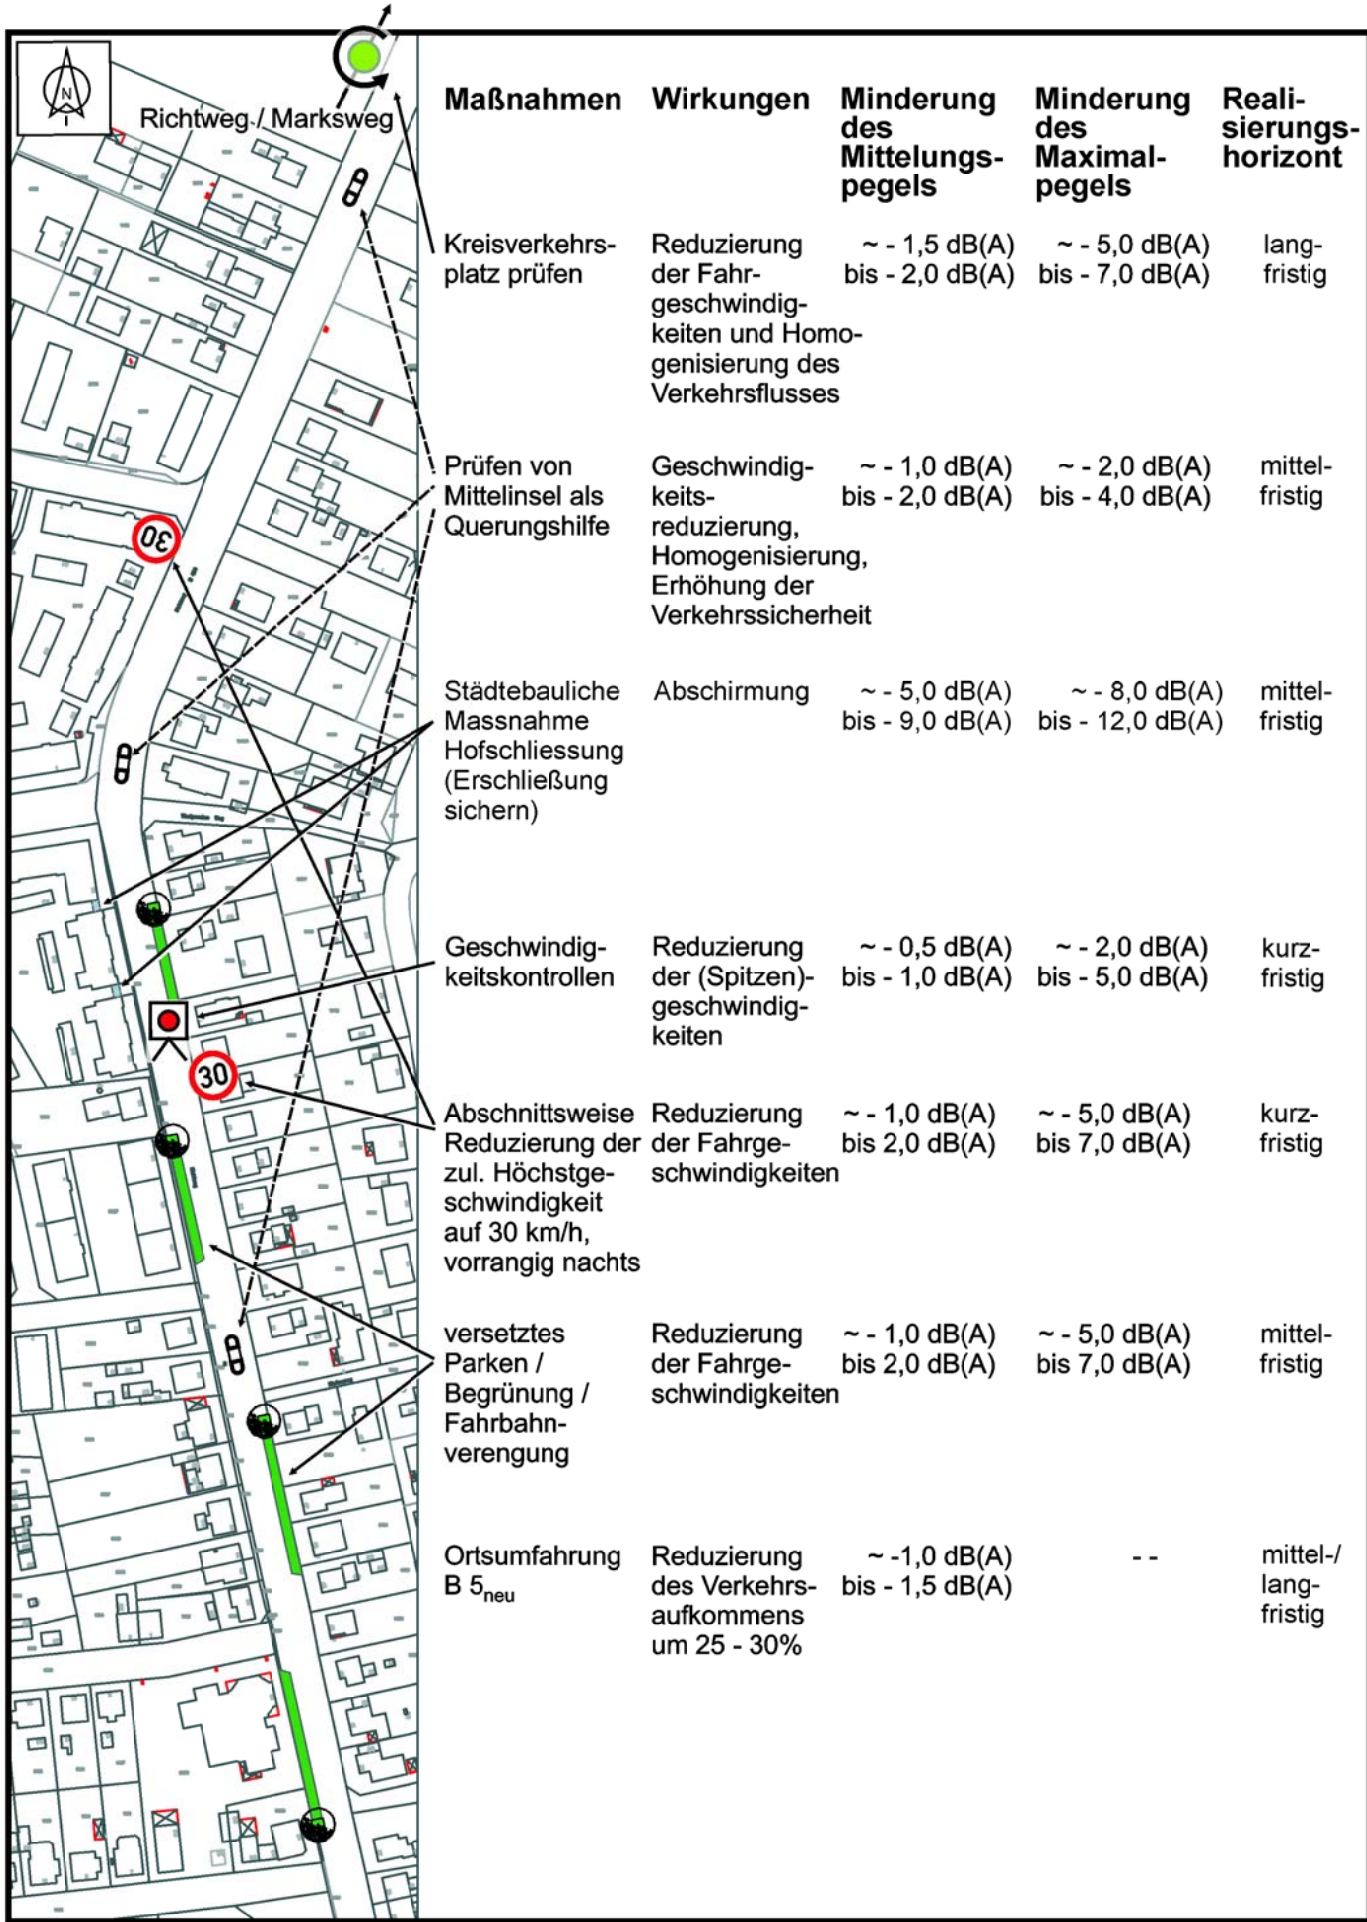 N
Richtweg / Marksweg
Maßnahmen
Wirkungen
Minderung
des
Mittelungs-
pegels
Minderung
des
Maximal-
pegels
Reali-
sierungs-
horizont
Kreisverkehrs-
platz prüfen
Reduzierung
der Fahr-
geschwindig-
keiten und Homo-
genisierung des
Verkehrsflusses
~ - 1,5 dB(A)
bis - 2,0 dB(A)
~ - 5,0 dB(A)
bis - 7,0 dB(A)
lang-
fristig
Prüfen von
Mittelinsel als
Querungshilfe
Geschwindig-
keits-
reduzierung,
Homogenisierung,
Erhöhung der
Verkehrssicherheit
~ - 1,0 dB(A)
bis - 2,0 dB(A)
~ - 2,0 dB(A)
bis - 4,0 dB(A)
mittel-
fristig
30
Städtebauliche
Massnahme
Hofschliessung
(Erschließung
sichern)
Abschirmung
~ - 5,0 dB(A)
bis - 9,0 dB(A)
~ - 8,0 dB(A)
bis - 12,0 dB(A)
mittel-
fristig
Geschwindig-
keitskontrollen
Reduzierung
der (Spitzen)-
geschwindig-
keiten
~ - 0,5 dB(A)
bis - 1,0 dB(A)
~ - 2,0 dB(A)
bis - 5,0 dB(A)
kurz-
fristig
30
Abschnittsweise
Reduzierung der
zul. Höchstge-
schwindigkeit
auf 30 km/h,
vorrangig nachts
Reduzierung
der Fahrge-
schwindigkeiten
~ - 1,0 dB(A)
bis 2,0 dB(A)
~ - 5,0 dB(A)
bis 7,0 dB(A)
kurz-
fristig
versetztes
Parken /
Begrünung /
Fahrbahn-
verengung
Reduzierung
der Fahrge-
schwindigkeiten
~ - 1,0 dB(A)
bis 2,0 dB(A)
~ - 5,0 dB(A)
bis 7,0 dB(A)
mittel-
fristig
Ortsumfahrung
B 5neu
Reduzierung
des Verkehrs-
aufkommens
um 25 - 30%
~ -1,0 dB(A)
bis - 1,5 dB(A)
- -
mittel-/
lang-
fristig